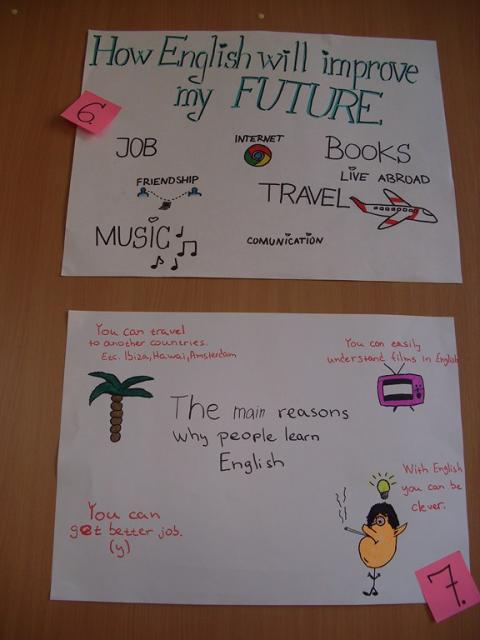 How English will improve
my FUTURE
6.
JOB
INTERNET
BOOKS
FRIENDSHIP
LIVE ABROAD
TRAVEL
MUSIC
COMUNICATION
You can travel
to another countries.
Etc. Ibiza, Hawai, Amsterdam
You can easily
understand films in English
The main reasons
why people learn
English
With English
you can be
clever.
You can
get better job.
(y)
7.